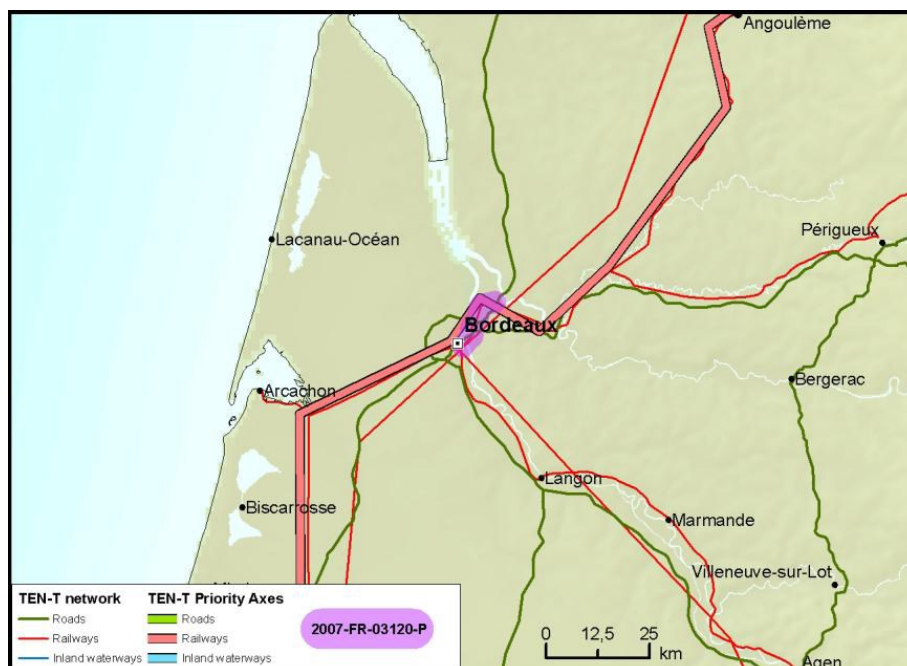 Angoulême
Périgueux
Lacanau-Océan
Bordeaux
Bergerac
Arcachon
Langon
Biscarrosse
Marmande
Villeneuve-sur-Lot
Agen
TEN-T network
TEN-T Priority Axes
Roads
Roads
2007-FR-03120-P
Railways
Railways
Inland waterways
Inland waterways
0 12,5 25
km